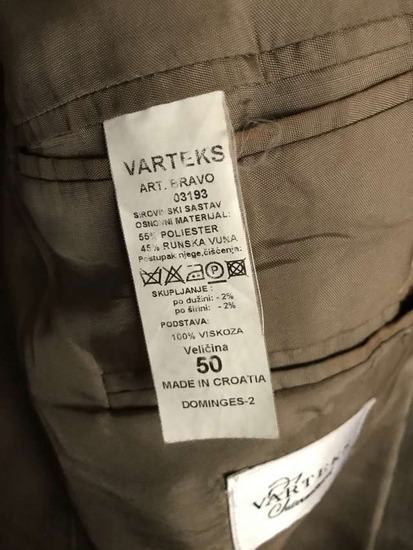 VARTEKS
ART. BRAVO
03193
SIROVINSKI SASTAV
OSNOVNI MATERIJAL:
55% POLIESTER
45% RUNSKA VUNA
Postupak njege,čišćenja:
P
SKUPLJANJE :
po dužini: - 2%
po širini: - 2%
PODSTAVA:
100% VISKOZA
Veličina
50
MADE IN CROATIA
DOMINGES-2
VARTEKS